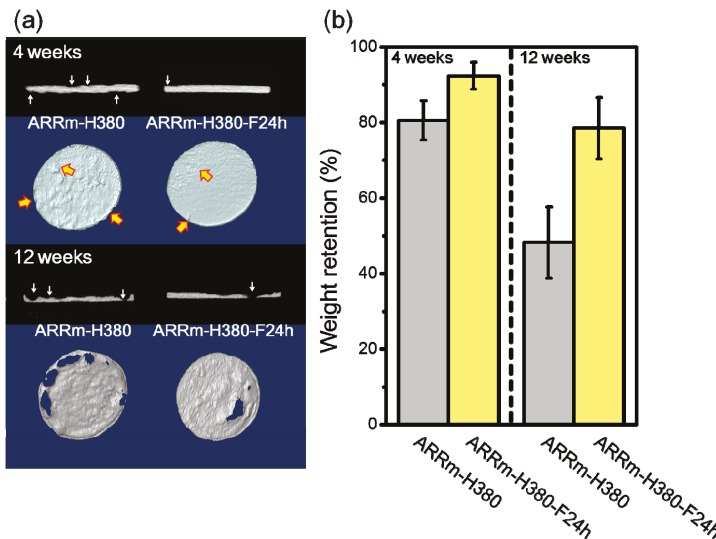 (a)
4 weeks
ARRm-H380 ARRm-H380-F24h
12 weeks
ARRm-H380 ARRm-H380-F24h
(b)
Weight retention (%)
100
80
60
40
20
0
4 weeks
12 weeks
ARRm-H380
ARRm-H380-F24h
ARRm-H380
ARRm-H380-F24h